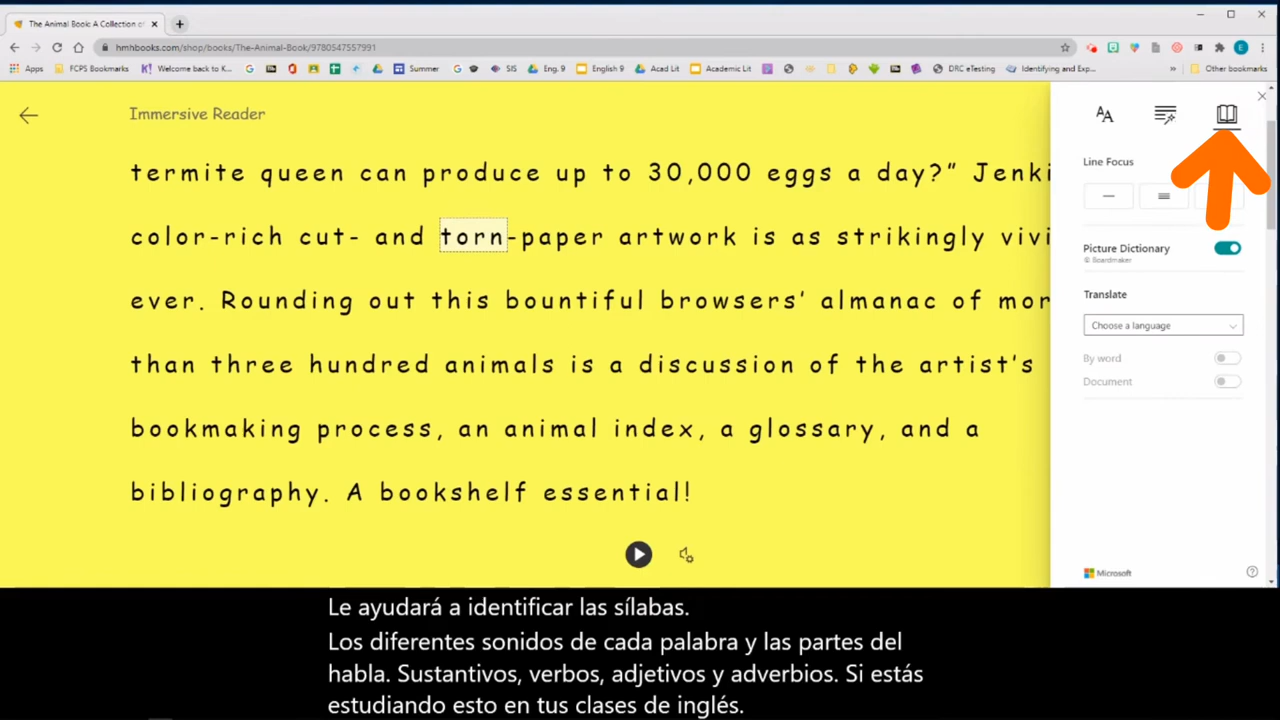 The Animal Book: A Collection of
hmhbooks.com/shop/books/The-Animal-Book/9780547557991
Apps FCPS Bookmarks Welcome back to K... Summer SIS Eng. 9 English 9 Acad Lit Academic Lit DRC eTesting Identifying and Exp... » Other bookmarks
Immersive Reader
termite queen can produce up to 30,000 eggs a day?” Jenki
color-rich cut- and torn-paper artwork is as strikingly vivi
ever. Rounding out this bountiful browsers’ almanac of mor
than three hundred animals is a discussion of the artist’s
bookmaking process, an animal index, a glossary, and a
bibliography. A bookshelf essential!
Line Focus
Picture Dictionary
© Boardmaker
Translate
Choose a language
By word
Document
Microsoft
Le ayudará a identificar las sílabas.
Los diferentes sonidos de cada palabra y las partes del
habla. Sustantivos, verbos, adjetivos y adverbios. Si estás
estudiando esto en tus clases de inglés.